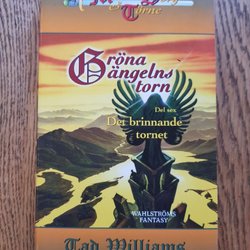 Gröna
ängelns
torn
Del sex
Det brinnande
tornet
WAHLSTRÖMS
FANTASY
Tad Williams